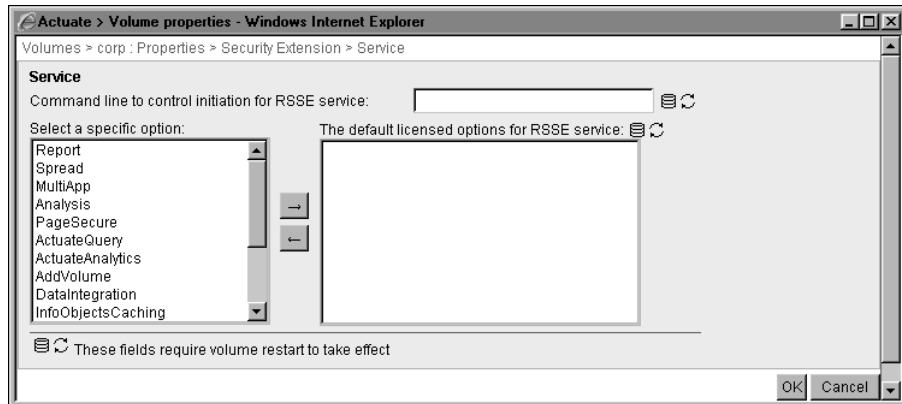 Actuate > Volume properties - Windows Internet Explorer
Volumes > corp : Properties > Security Extension > Service
Service
Command line to control initiation for RSSE service:
Select a specific option:
The default licensed options for RSSE service:
Report
Spread
MultiApp
Analysis
PageSecure
ActuateQuery
ActuateAnalytics
AddVolume
DataIntegration
InfoObjectsCaching
These fields require volume restart to take effect
OK Cancel